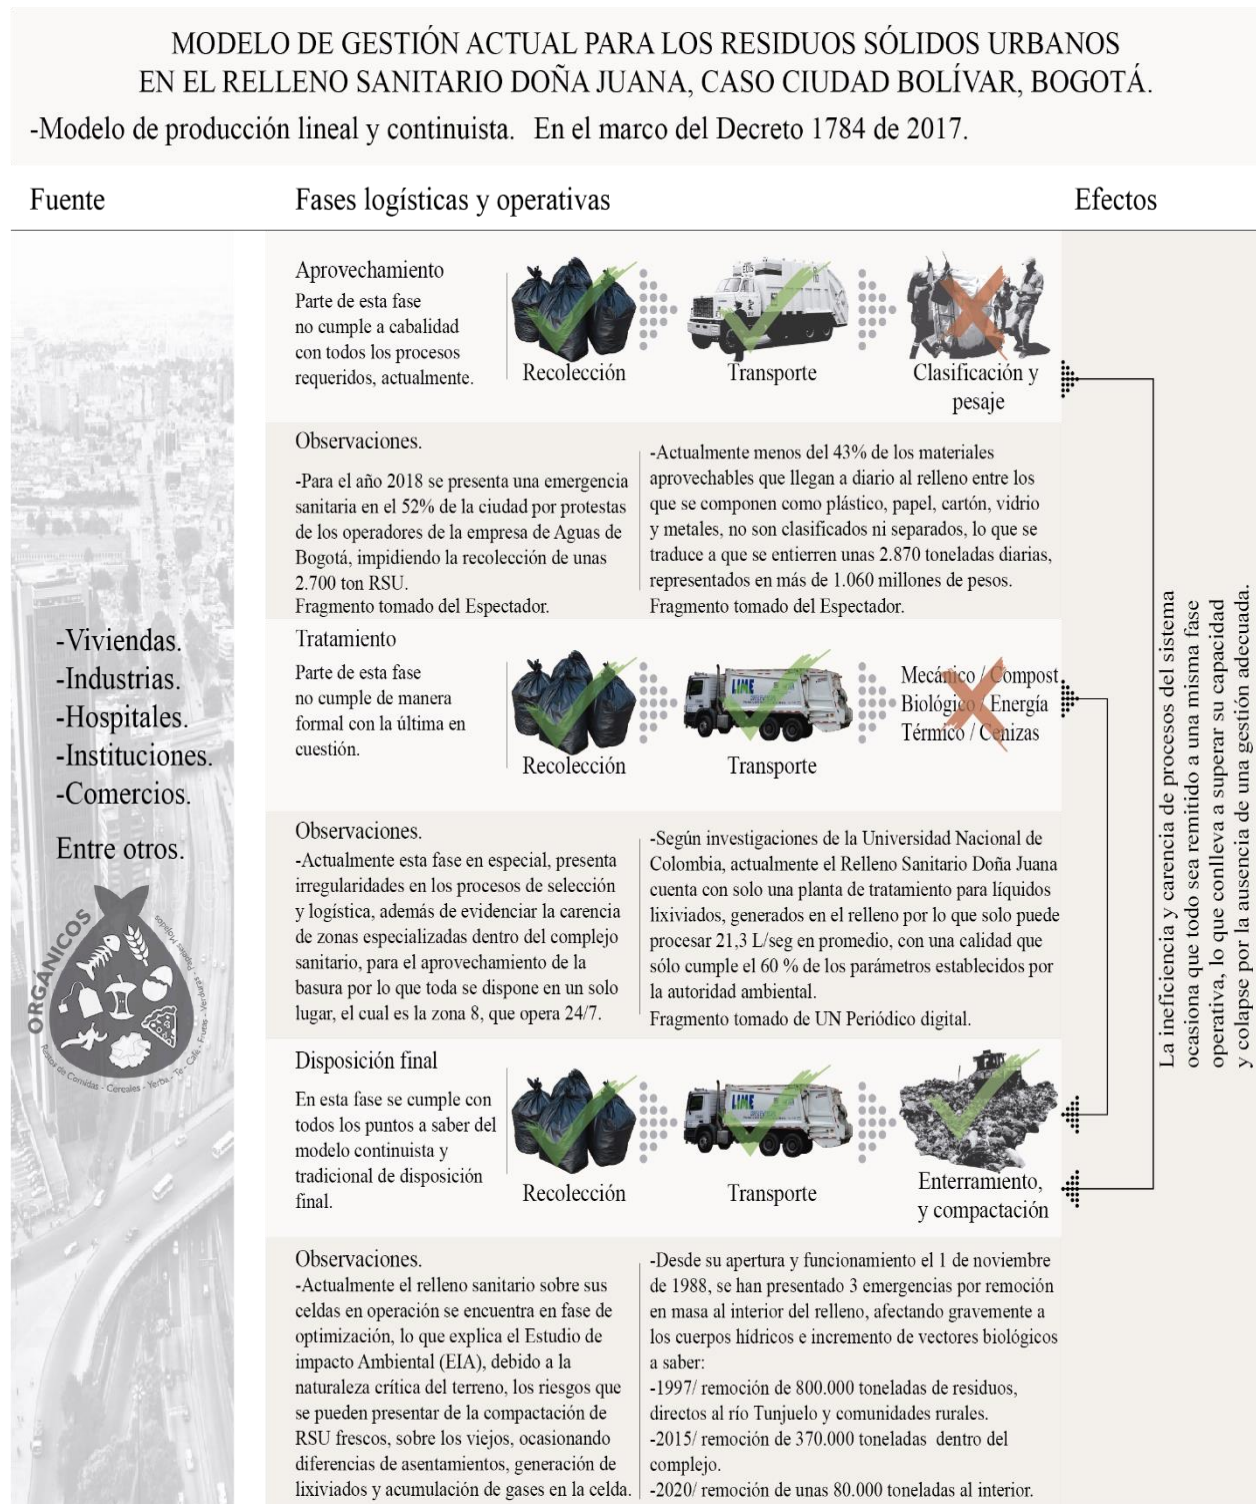 MODELO DE GESTIÓN ACTUAL PARA LOS RESIDUOS SÓLIDOS URBANOS
EN EL RELLENO SANITARIO DOÑA JUANA, CASO CIUDAD BOLÍVAR, BOGOTÁ.
-Modelo de producción lineal y continuista. En el marco del Decreto 1784 de 2017.
Fuente
Fases logísticas y operativas
Efectos
-Viviendas.
-Industrias.
-Hospitales.
-Instituciones.
-Comercios.
Entre otros.
ORGÁNICOS
Restos de Comidas - Cereales - Yerba - Te - Café - Frutas - Verduras - Papeles Mojados
Aprovechamiento
Parte de esta fase
no cumple a cabalidad
con todos los procesos
requeridos, actualmente.
Recolección
EDIS
Transporte
Clasificación y
pesaje
Observaciones.
-Para el año 2018 se presenta una emergencia
sanitaria en el 52% de la ciudad por protestas
de los operadores de la empresa de Aguas de
Bogotá, impidiendo la recolección de unas
2.700 ton RSU.
Fragmento tomado del Espectador.
-Actualmente menos del 43% de los materiales
aprovechables que llegan a diario al relleno entre los
que se componen como plástico, papel, cartón, vidrio
y metales, no son clasificados ni separados, lo que se
traduce a que se entierren unas 2.870 toneladas diarias,
representados en más de 1.060 millones de pesos.
Fragmento tomado del Espectador.
Tratamiento
Parte de esta fase
no cumple de manera
formal con la última en
cuestión.
Recolección
LIME
Transporte
Mecánico / Compost
Biológico / Energía
Térmico / Cenizas
Observaciones.
-Actualmente esta fase en especial, presenta
irregularidades en los procesos de selección
y logística, además de evidenciar la carencia
de zonas especializadas dentro del complejo
sanitario, para el aprovechamiento de la
basura por lo que toda se dispone en un solo
lugar, el cual es la zona 8, que opera 24/7.
-Según investigaciones de la Universidad Nacional de
Colombia, actualmente el Relleno Sanitario Doña Juana
cuenta con solo una planta de tratamiento para líquidos
lixiviados, generados en el relleno por lo que solo puede
procesar 21,3 L/seg en promedio, con una calidad que
sólo cumple el 60 % de los parámetros establecidos por
la autoridad ambiental.
Fragmento tomado de UN Periódico digital.
Disposición final
En esta fase se cumple con
todos los puntos a saber del
modelo continuista y
tradicional de disposición
final.
Recolección
LIME
Transporte
Enterramiento,
y compactación
Observaciones.
-Actualmente el relleno sanitario sobre sus
celdas en operación se encuentra en fase de
optimización, lo que explica el Estudio de
impacto Ambiental (EIA), debido a la
naturaleza crítica del terreno, los riesgos que
se pueden presentar de la compactación de
RSU frescos, sobre los viejos, ocasionando
diferencias de asentamientos, generación de
lixiviados y acumulación de gases en la celda.
-Desde su apertura y funcionamiento el 1 de noviembre
de 1988, se han presentado 3 emergencias por remoción
en masa al interior del relleno, afectando gravemente a
los cuerpos hídricos e incremento de vectores biológicos
a saber:
-1997/ remoción de 800.000 toneladas de residuos,
directos al río Tunjuelo y comunidades rurales.
-2015/ remoción de 370.000 toneladas dentro del
complejo.
-2020/ remoción de unas 80.000 toneladas al interior.
La ineficiencia y carencia de procesos del sistema
ocasiona que todo sea remitido a una misma fase
operativa, lo que conlleva a superar su capacidad
y colapse por la ausencia de una gestión adecuada.